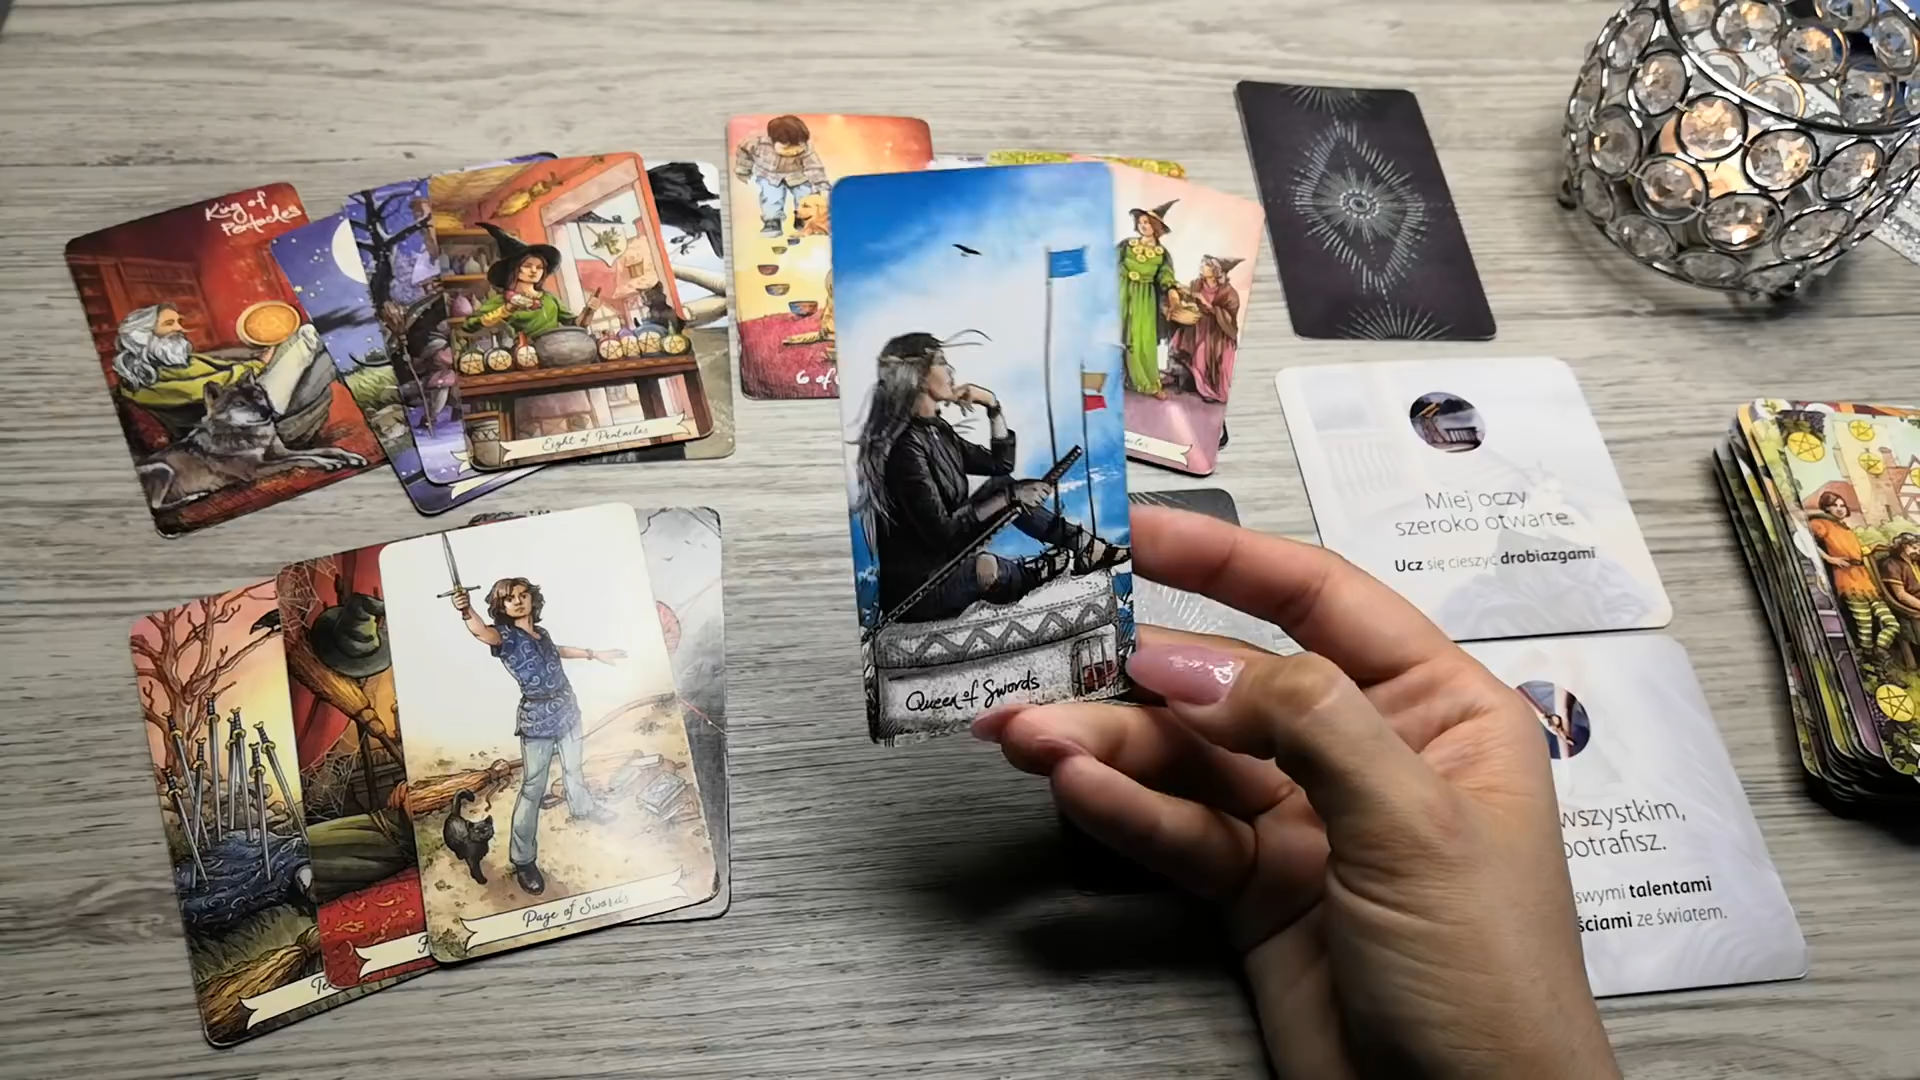 King of
Pentacles
Eight of Pentacles
6 of
Queen of Swords
Page of Swords
Miej oczy
szeroko otwarte.
Ucz się cieszyć drobiazgami
wszystkim,
potrafisz.
swymi talentami
ściami ze światem.